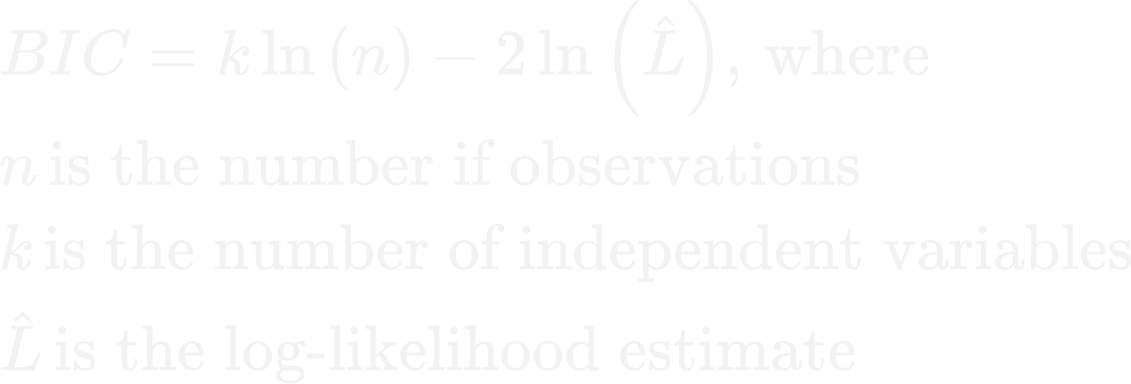 BIC = k ln (n) − 2 ln (L̂), where
n is the number if observations
k is the number of independent variables
L̂ is the log-likelihood estimate